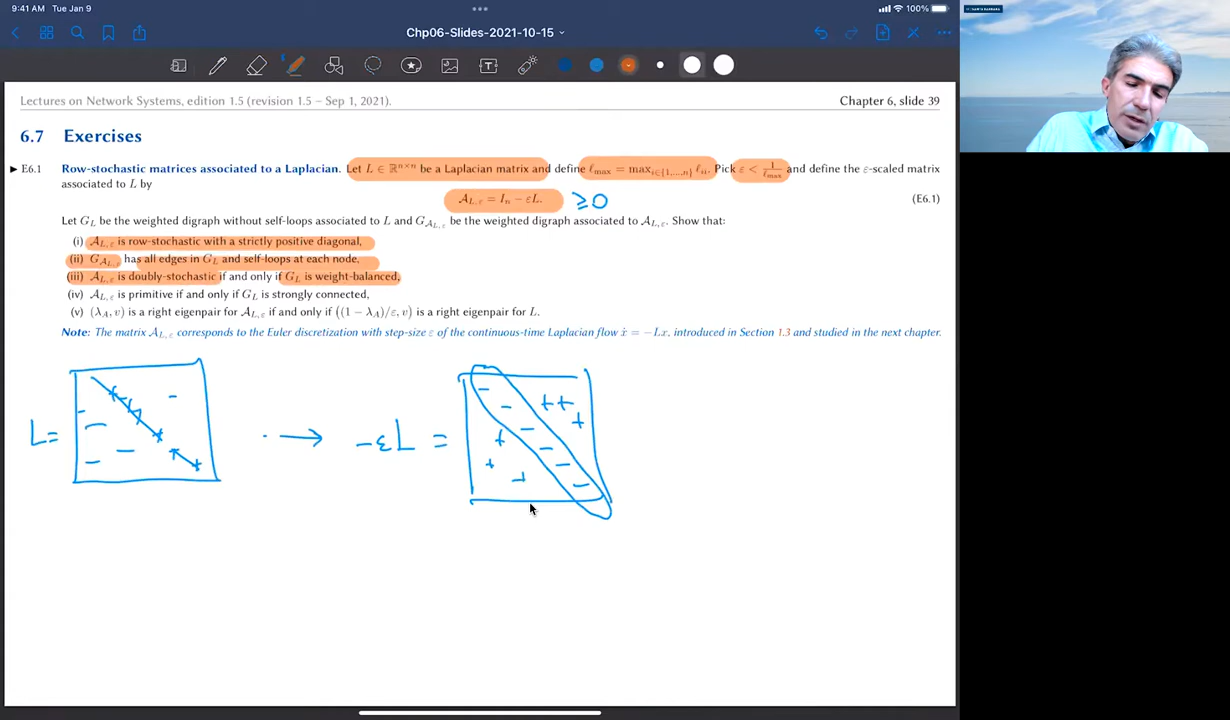 9:41 AM Tue Jan 9
100%
Chp06-Slides-2021-10-15
Lectures on Network Systems, edition 1.5 (revision 1.5 – Sep 1, 2021).
Chapter 6, slide 39
6.7 Exercises
► E6.1 Row-stochastic matrices associated to a Laplacian. Let L ∈ ℝⁿˣⁿ be a Laplacian matrix and define ℓmax = max_{i∈{1,...,n}} ℓii. Pick ε < 1/ℓmax and define the ε-scaled matrix
associated to L by
A_{L,ε} = Iₙ − εL. ≥0 (E6.1)
Let G_L be the weighted digraph without self-loops associated to L and G_{A_{L,ε}} be the weighted digraph associated to A_{L,ε}. Show that:
(i) A_{L,ε} is row-stochastic with a strictly positive diagonal,
(ii) G_{A_{L,ε}} has all edges in G_L and self-loops at each node,
(iii) A_{L,ε} is doubly-stochastic if and only if G_L is weight-balanced,
(iv) A_{L,ε} is primitive if and only if G_L is strongly connected,
(v) (λ_A, v) is a right eigenpair for A_{L,ε} if and only if ((1 − λ_A)/ε, v) is a right eigenpair for L.
Note: The matrix A_{L,ε} corresponds to the Euler discretization with step-size ε of the continuous-time Laplacian flow ẋ = −Lx, introduced in Section 1.3 and studied in the next chapter.
L= → -εL =